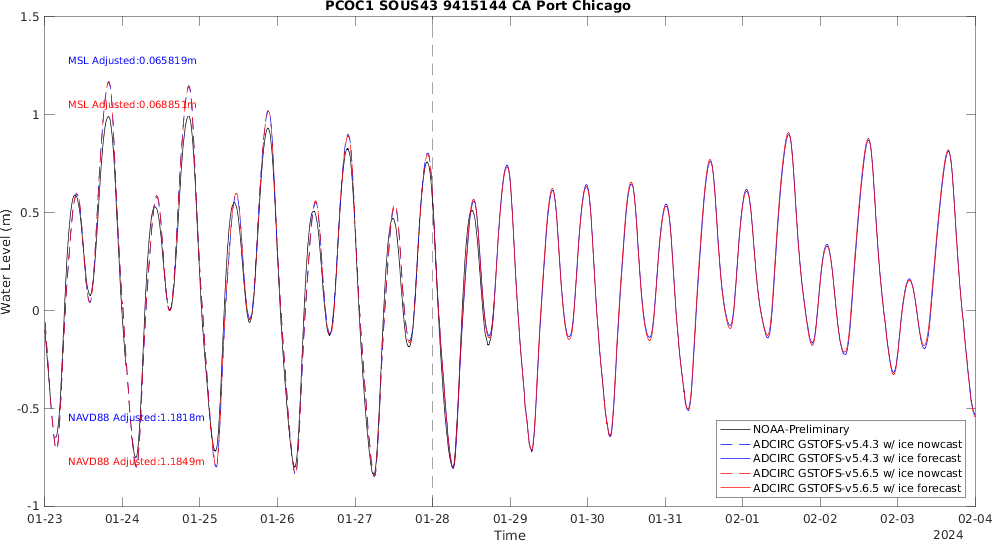 PCOC1 SOUS43 9415144 CA Port Chicago
1.5
1
0.5
0
-0.5
-1
Water Level (m)
MSL Adjusted:0.065819m
MSL Adjusted:0.068851m
NAVD88 Adjusted:1.1818m
NAVD88 Adjusted:1.1849m
NOAA-Preliminary
ADCIRC GSTOFS-v5.4.3 w/ ice nowcast
ADCIRC GSTOFS-v5.4.3 w/ ice forecast
ADCIRC GSTOFS-v5.6.5 w/ ice nowcast
ADCIRC GSTOFS-v5.6.5 w/ ice forecast
01-23 01-24 01-25 01-26 01-27 01-28 01-29 01-30 01-31 02-01 02-02 02-03 02-04
Time
2024